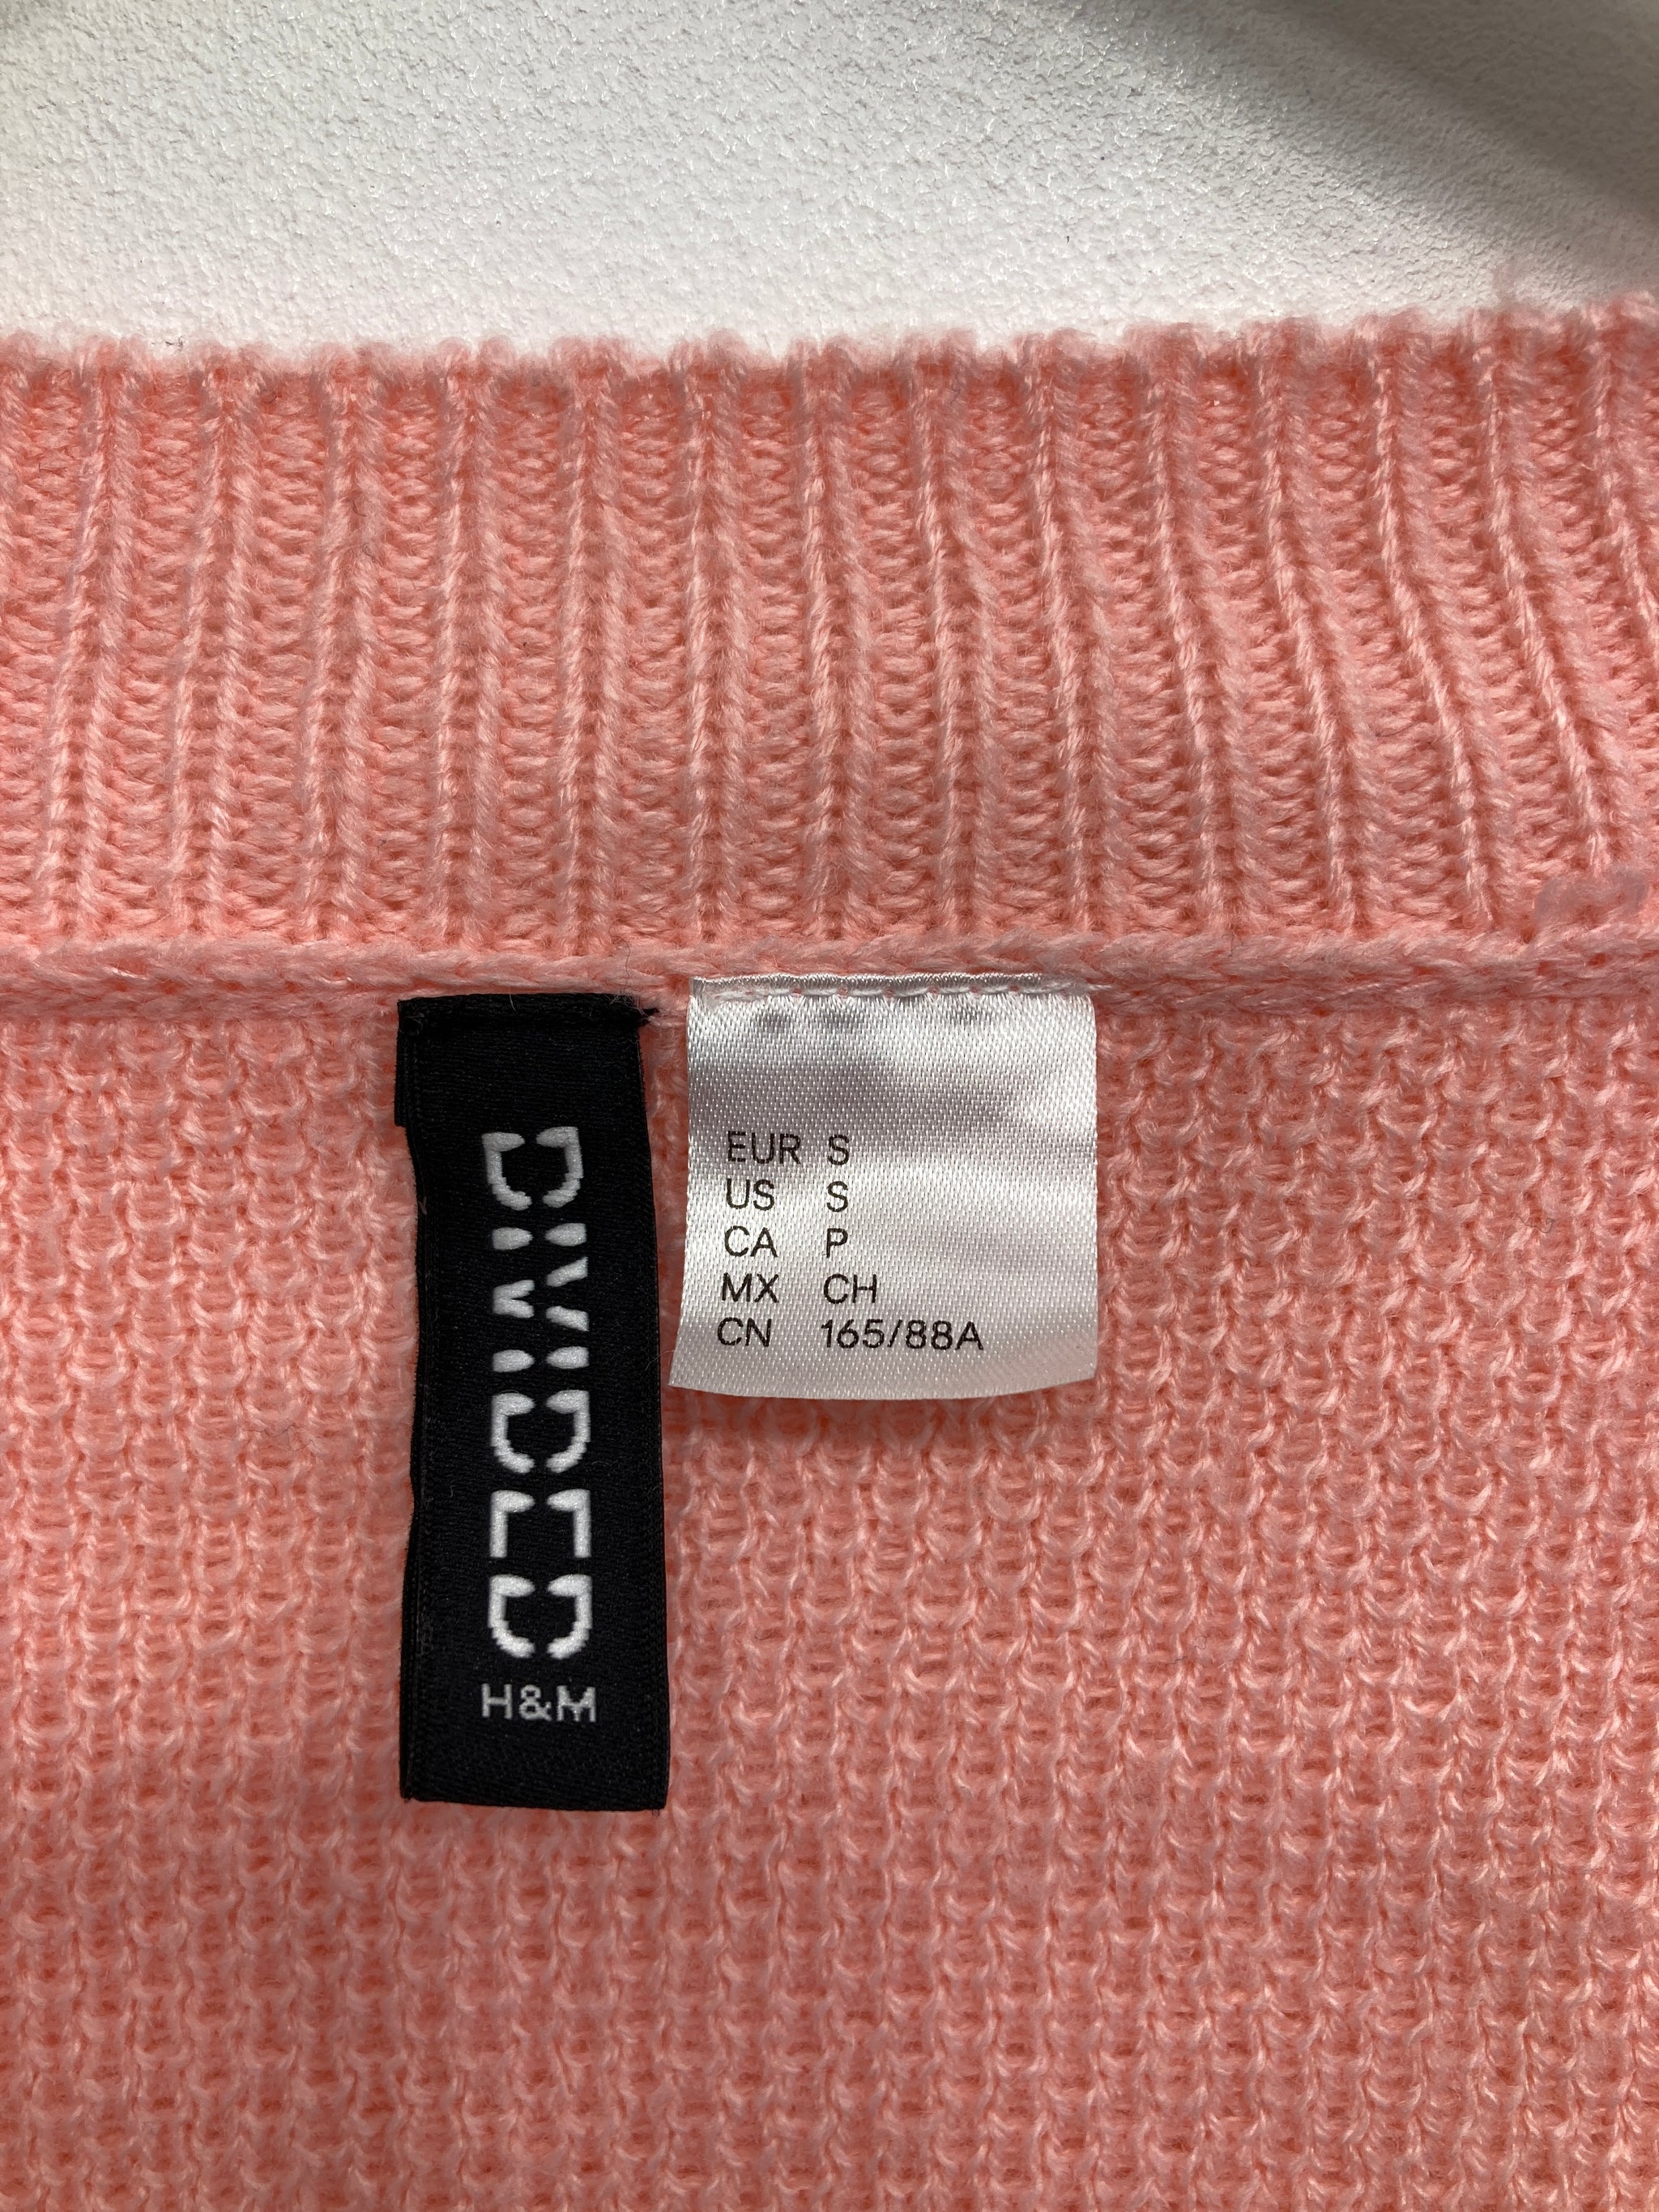 DIVIDED
H&M
EUR S
US S
CA P
MX CH
CN 165/88A